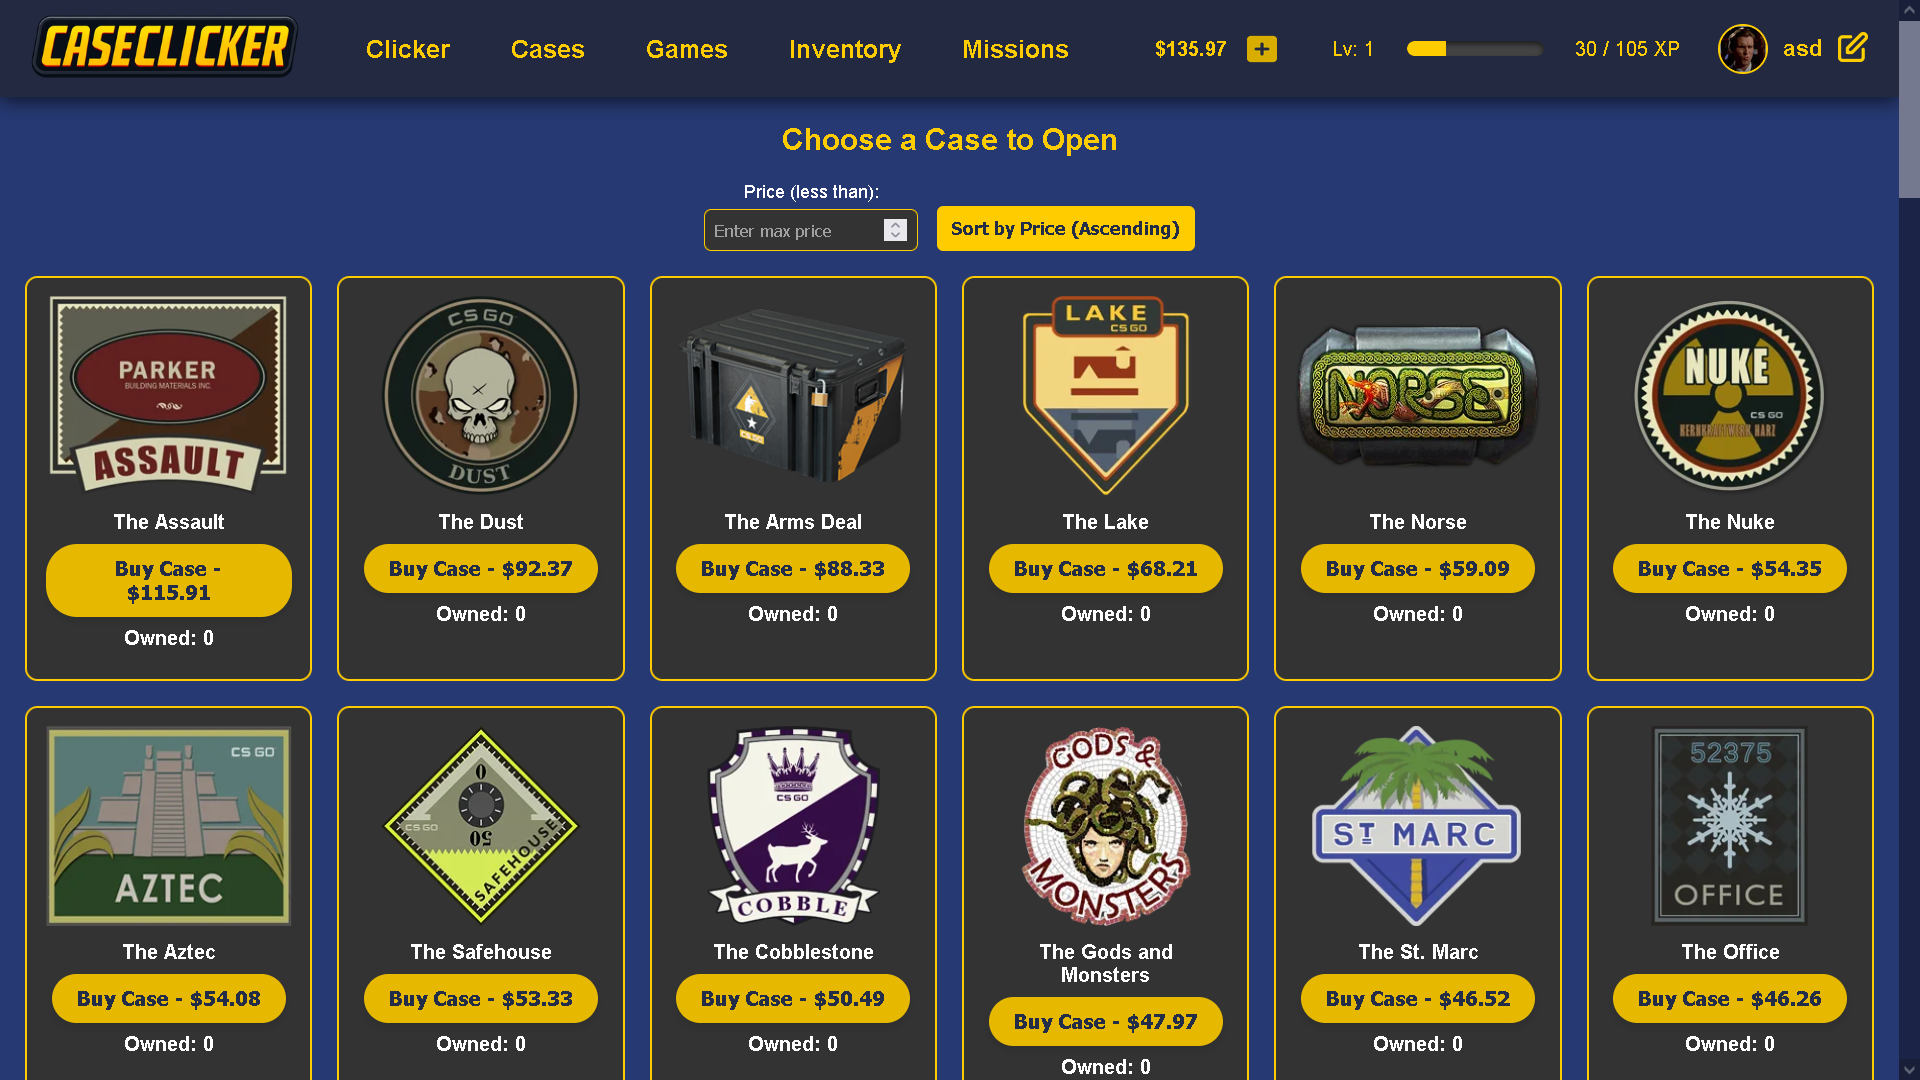 CASECLICKER
Clicker
Cases
Games
Inventory
Missions
$135.97
+
Lv: 1
30 / 105 XP
asd
Choose a Case to Open
Price (less than):
Enter max price
Sort by Price (Ascending)
PARKER
BUILDING MATERIALS INC.
ASSAULT
The Assault
Buy Case -
$115.91
Owned: 0
CS GO
DUST
The Dust
Buy Case - $92.37
Owned: 0
CS GO
The Arms Deal
Buy Case - $88.33
Owned: 0
LAKE
CS GO
The Lake
Buy Case - $68.21
Owned: 0
NORSE
The Norse
Buy Case - $59.09
Owned: 0
NUKE
CS GO
KERNKRAFTWERK HARZ
The Nuke
Buy Case - $54.35
Owned: 0
CS GO
AZTEC
The Aztec
Buy Case - $54.08
Owned: 0
0
CS GO
50
SAFEHOUSE
The Safehouse
Buy Case - $53.33
Owned: 0
CS GO
COBBLE
The Cobblestone
Buy Case - $50.49
Owned: 0
GODS &
MONSTERS
The Gods and
Monsters
Buy Case - $47.97
Owned: 0
ST MARC
The St. Marc
Buy Case - $46.52
Owned: 0
52375
OFFICE
The Office
Buy Case - $46.26
Owned: 0